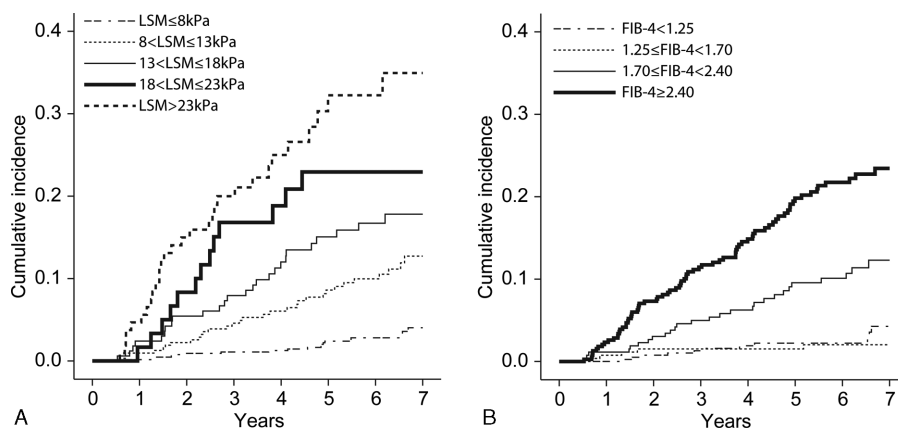 LSM≤8kPa
8<LSM≤13kPa
13<LSM≤18kPa
18<LSM≤23kPa
LSM>23kPa
Cumulative incidence
0.4
0.3
0.2
0.1
0.0
0 1 2 3 4 5 6 7
Years
A
FIB-4<1.25
1.25≤FIB-4<1.70
1.70≤FIB-4<2.40
FIB-4≥2.40
Cumulative incidence
0.4
0.3
0.2
0.1
0.0
0 1 2 3 4 5 6 7
Years
B